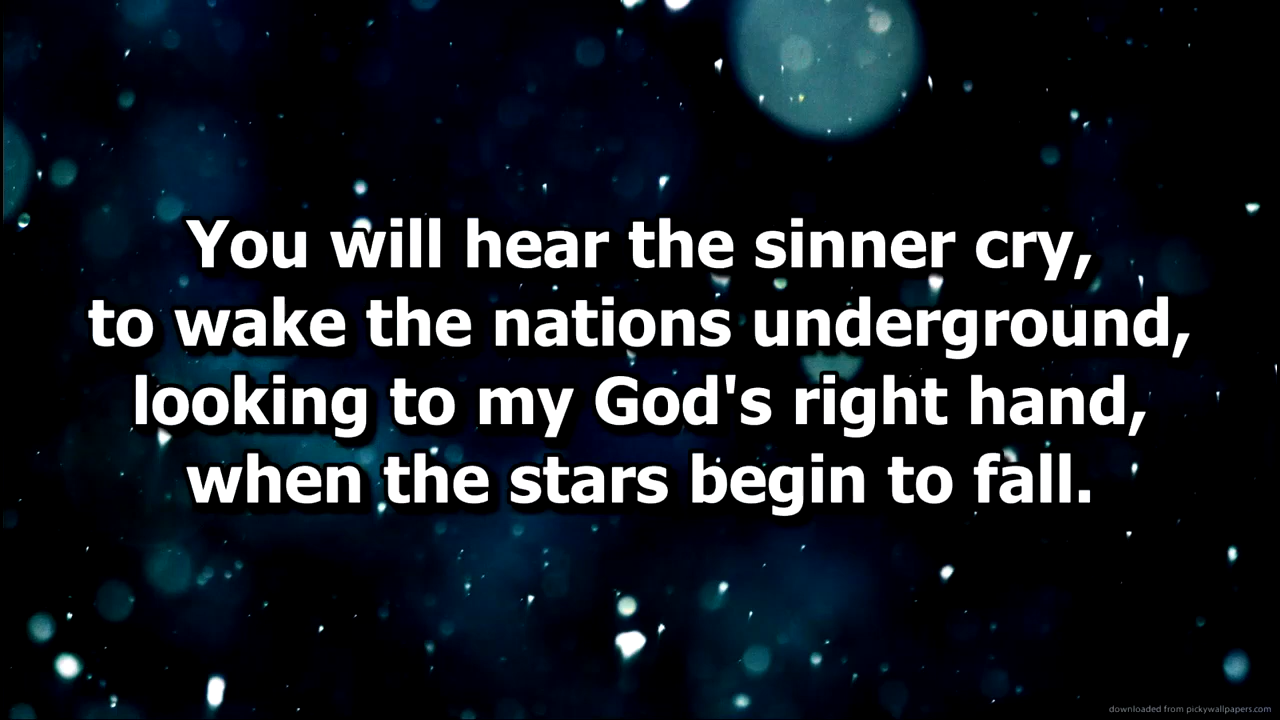 You will hear the sinner cry,
to wake the nations underground,
looking to my God's right hand,
when the stars begin to fall.
downloaded from pickywallpapers.com